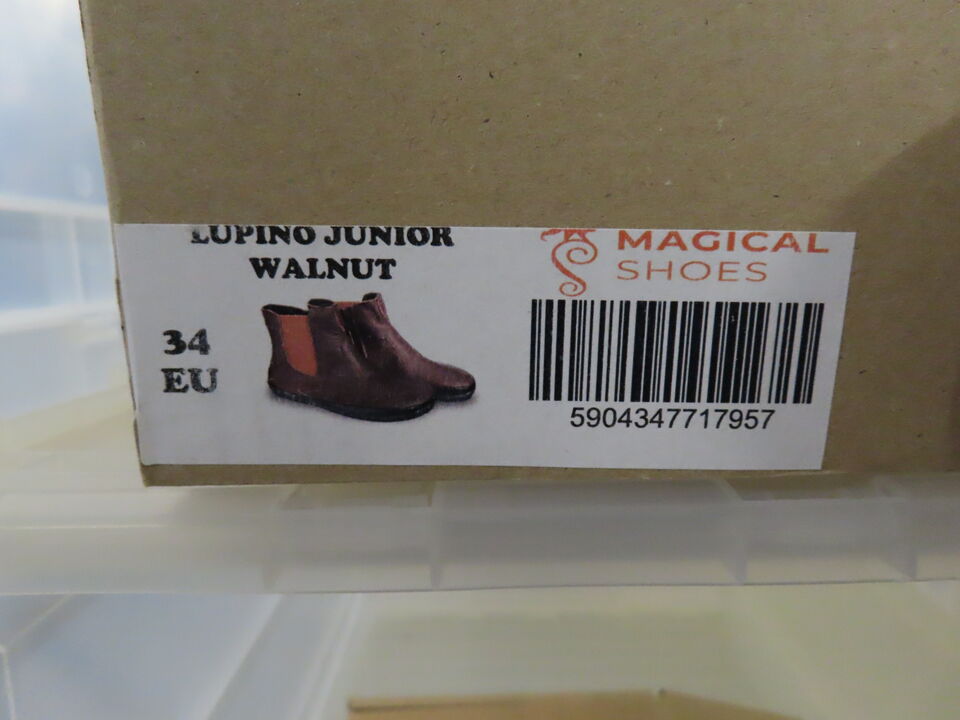 LUPINO JUNIOR
WALNUT
34
EU
MAGICAL
SHOES
5904347717957